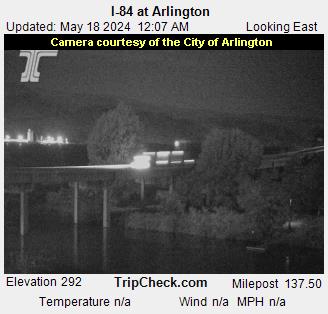 I-84 at Arlington
Updated: May 18 2024 12:07 AM Looking East
Camera courtesy of the City of Arlington
Elevation 292 TripCheck.com Milepost 137.50
Temperature n/a Wind n/a MPH n/a